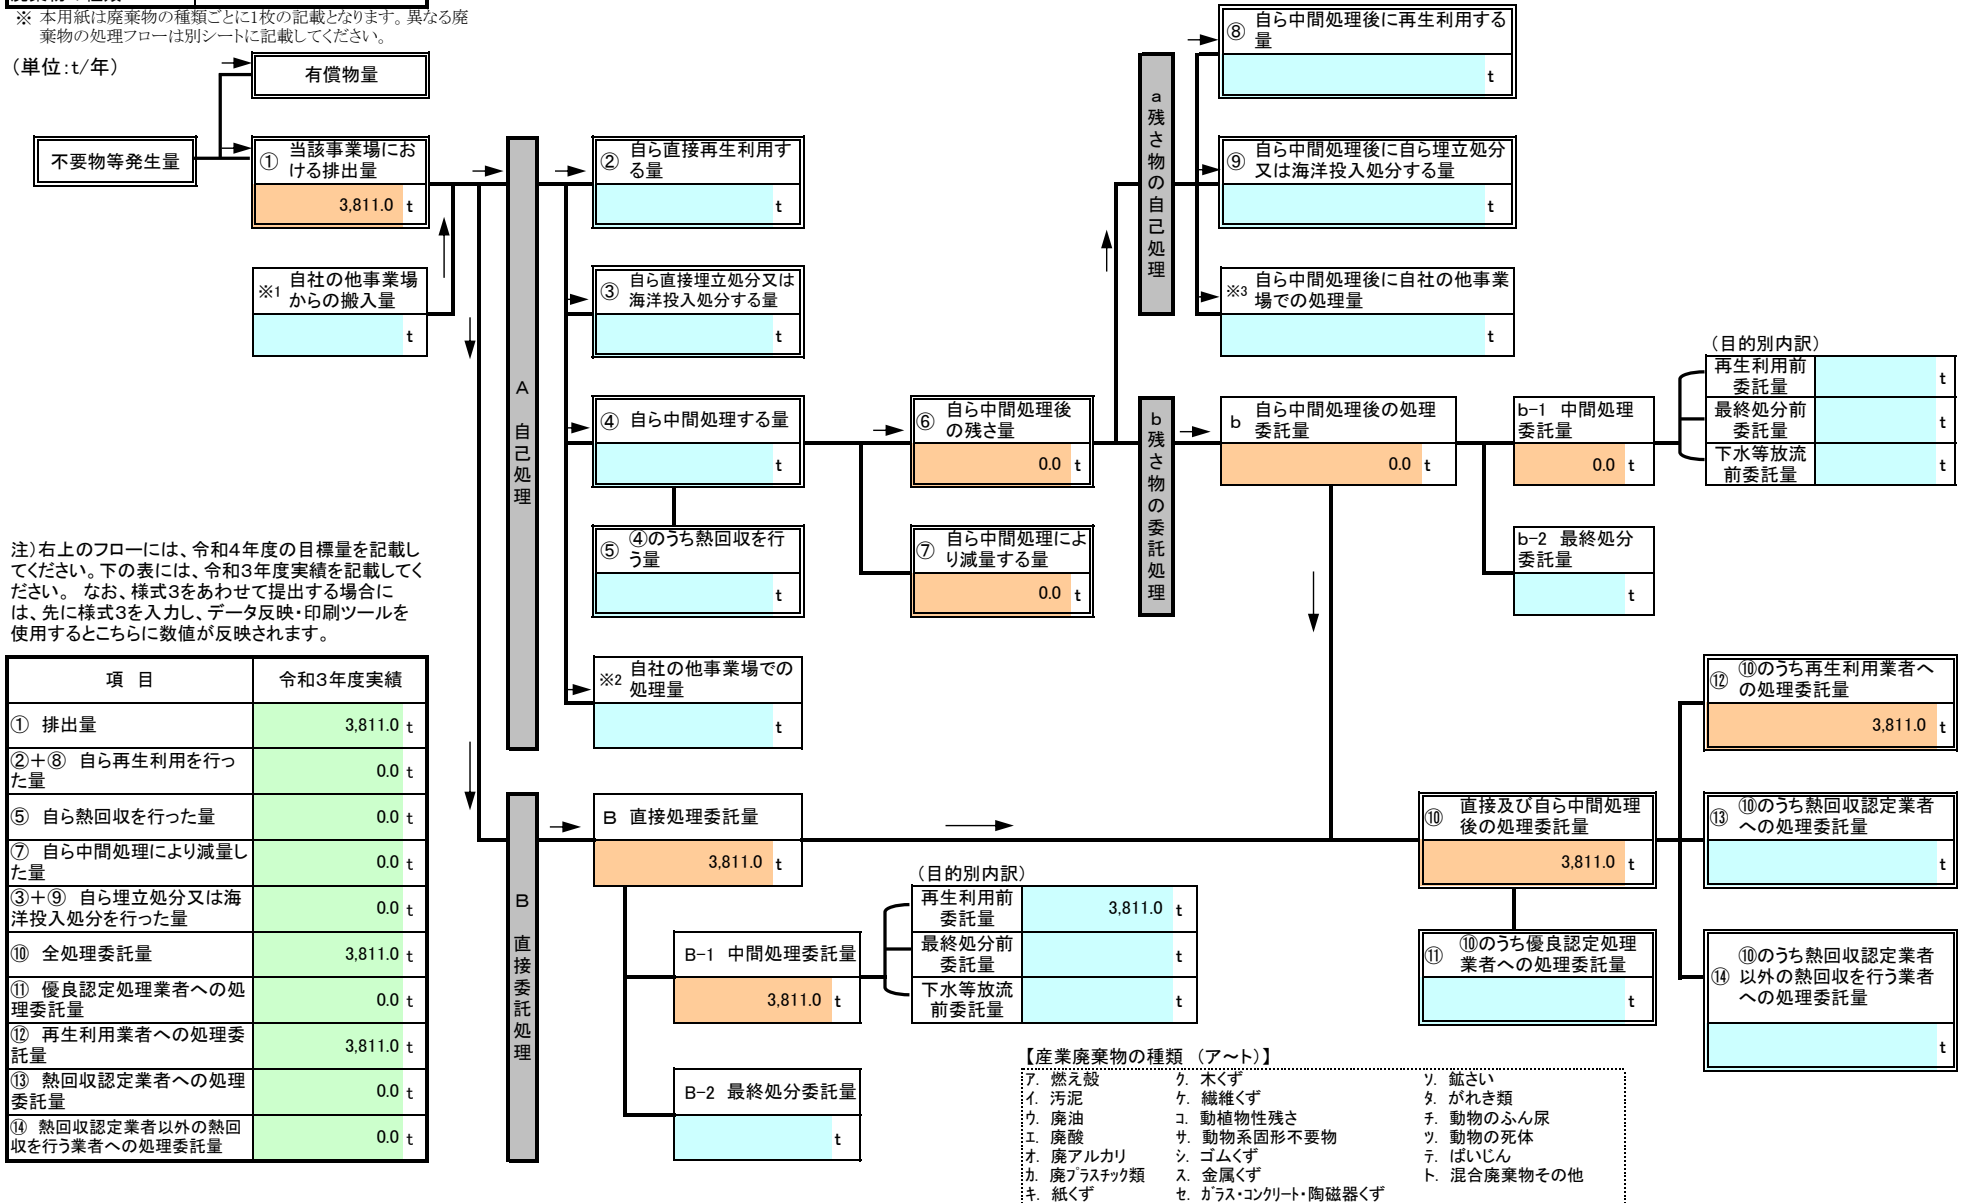 ※ 本用紙は廃棄物の種類ごとに1枚の記載となります。異なる廃
棄物の処理フローは別シートに記載してください。
（単位:t/年）
有償物量
不要物等発生量
① 当該事業場にお
ける排出量
3,811.0 t
※1 自社の他事業場
からの搬入量
t
A 自己処理
② 自ら直接再生利用す
る量
t
③ 自ら直接埋立処分又は
海洋投入処分する量
t
④ 自ら中間処理する量
t
⑤ ④のうち熱回収を行
う量
t
※2 自社の他事業場での
処理量
t
⑥ 自ら中間処理後
の残さ量
0.0 t
⑦ 自ら中間処理によ
り減量する量
0.0 t
a 残さ物の自己処理
⑧ 自ら中間処理後に再生利用する
量
t
⑨ 自ら中間処理後に自ら埋立処分
又は海洋投入処分する量
t
※3 自ら中間処理後に自社の他事業
場での処理量
t
b 残さ物の委託処理
b 自ら中間処理後の処理
委託量
0.0 t
b-1 中間処理
委託量
0.0 t
（目的別内訳）
再生利用前
委託量 t
最終処分前
委託量 t
下水等放流
前委託量 t
b-2 最終処分
委託量
t
注）右上のフローには、令和4年度の目標量を記載し
てください。下の表には、令和3年度実績を記載してく
ださい。 なお、様式3をあわせて提出する場合に
は、先に様式3を入力し、データ反映・印刷ツールを
使用するとこちらに数値が反映されます。
項 目 令和3年度実績
① 排出量 3,811.0 t
②＋⑧ 自ら再生利用を行っ
た量 0.0 t
⑤ 自ら熱回収を行った量 0.0 t
⑦ 自ら中間処理により減量し
た量 0.0 t
③＋⑨ 自ら埋立処分又は海
洋投入処分を行った量 0.0 t
⑩ 全処理委託量 3,811.0 t
⑪ 優良認定処理業者への処
理委託量 0.0 t
⑫ 再生利用業者への処理委
託量 3,811.0 t
⑬ 熱回収認定業者への処理
委託量 0.0 t
⑭ 熱回収認定業者以外の熱回
収を行う業者への処理委託量 0.0 t
B 直接委託処理
B 直接処理委託量
3,811.0 t
B-1 中間処理委託量
3,811.0 t
（目的別内訳）
再生利用前
委託量 3,811.0 t
最終処分前
委託量 t
下水等放流
前委託量 t
B-2 最終処分委託量
t
⑩ 直接及び自ら中間処理
後の処理委託量
3,811.0 t
⑪ ⑩のうち優良認定処理
業者への処理委託量
t
⑫ ⑩のうち再生利用業者へ
の処理委託量
3,811.0 t
⑬ ⑩のうち熱回収認定業者
への処理委託量
t
⑭ ⑩のうち熱回収認定業者
以外の熱回収を行う業者
への処理委託量
t
【産業廃棄物の種類 （ア～ト）】
ア. 燃え殻 ク. 木くず ソ. 鉱さい
イ. 汚泥 ケ. 繊維くず タ. がれき類
ウ. 廃油 コ. 動植物性残さ チ. 動物のふん尿
エ. 廃酸 サ. 動物系固形不要物 ツ. 動物の死体
オ. 廃アルカリ シ. ゴムくず テ. ばいじん
カ. 廃プラスチック類 ス. 金属くず ト. 混合廃棄物その他
キ. 紙くず セ. ガラス・コンクリート・陶磁器くず